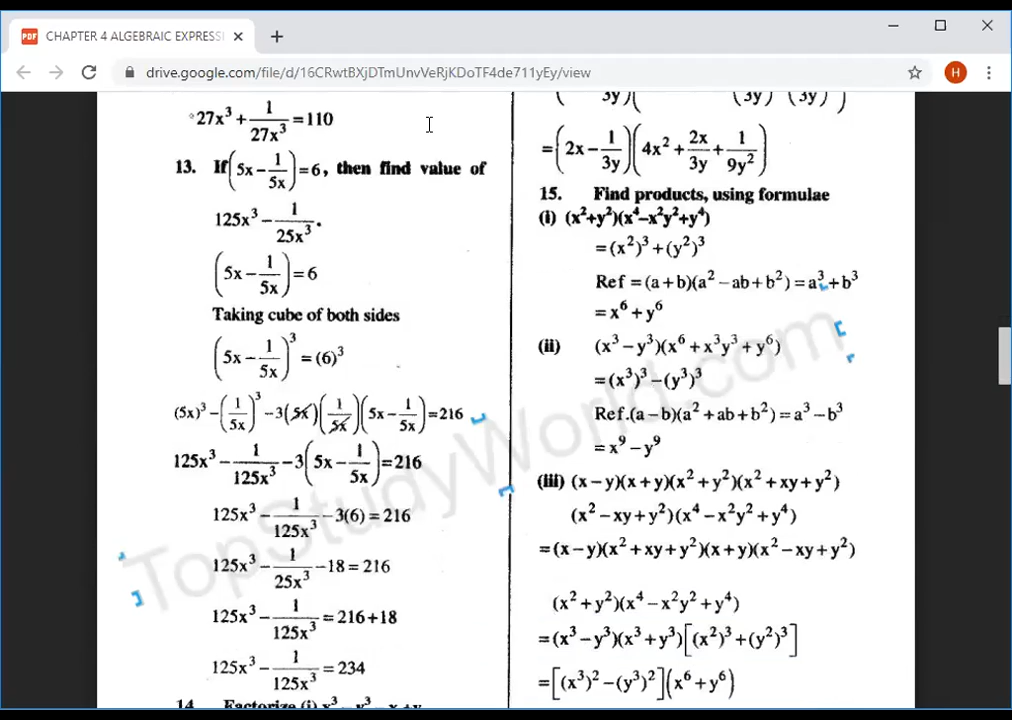 CHAPTER 4 ALGEBRAIC EXPRESS
drive.google.com/file/d/16CRwtBXjDTmUnvVeRjKDoTF4de711yEy/view
H
27x³ + 1/27x³ = 110
13. If (5x − 1/5x) = 6, then find value of
125x³ − 1/25x³.
(5x − 1/5x) = 6
Taking cube of both sides
(5x − 1/5x)³ = (6)³
(5x)³ − (1/5x)³ − 3(5x)(1/5x)(5x − 1/5x) = 216
125x³ − 1/125x³ − 3(5x − 1/5x) = 216
125x³ − 1/125x³ − 3(6) = 216
125x³ − 1/25x³ − 18 = 216
125x³ − 1/125x³ = 216 + 18
125x³ − 1/125x³ = 234
14. Factorize (i) x³ − y³ − x + y
( 3y)( (3y) (3y) )
= (2x − 1/3y)(4x² + 2x/3y + 1/9y²)
15. Find products, using formulae
(i) (x²+y²)(x⁴−x²y²+y⁴)
= (x²)³ + (y²)³
Ref = (a + b)(a² − ab + b²) = a³ + b³
= x⁶ + y⁶
(ii) (x³ − y³)(x⁶ + x³y³ + y⁶)
= (x³)³ − (y³)³
Ref.(a − b)(a² + ab + b²) = a³ − b³
= x⁹ − y⁹
(iii) (x − y)(x + y)(x² + y²)(x² + xy + y²)
(x² − xy + y²)(x⁴ − x²y² + y⁴)
= (x − y)(x² + xy + y²)(x + y)(x² − xy + y²)
(x² + y²)(x⁴ − x²y² + y⁴)
= (x³ − y³)(x³ + y³)[(x²)³ + (y²)³]
= [(x³)² − (y³)²](x⁶ + y⁶)
TopStudyWorld.com